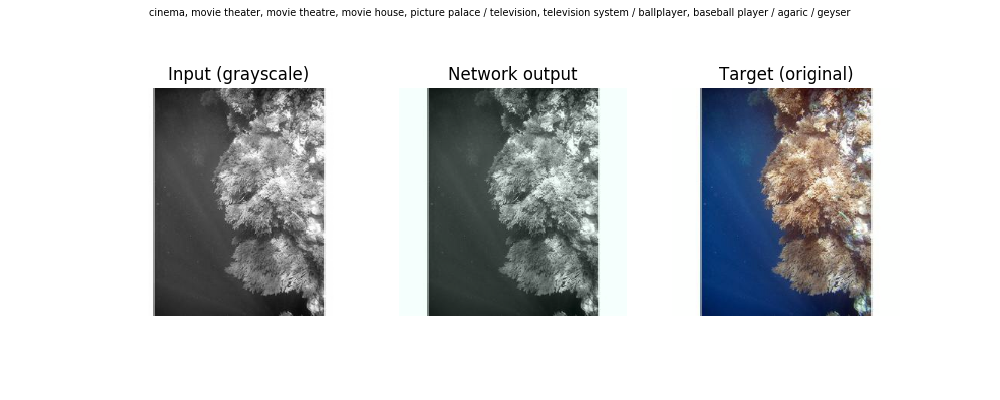 cinema, movie theater, movie theatre, movie house, picture palace / television, television system / ballplayer, baseball player / agaric / geyser
Input (grayscale)
Network output
Target (original)